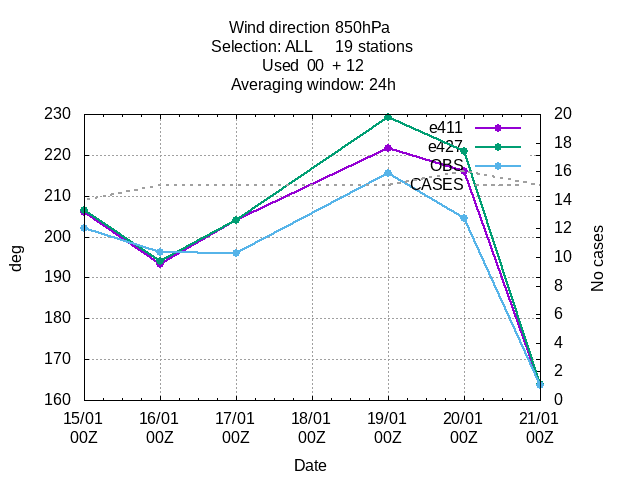 Wind direction 850hPa
Selection: ALL     19 stations
Used  00  + 12
Averaging window: 24h
230
220
210
200
190
180
170
160
deg
20
18
16
14
12
10
8
6
4
2
0
No cases
e411
e427
OBS
CASES
15/01 16/01 17/01 18/01 19/01 20/01 21/01
00Z 00Z 00Z 00Z 00Z 00Z 00Z
Date